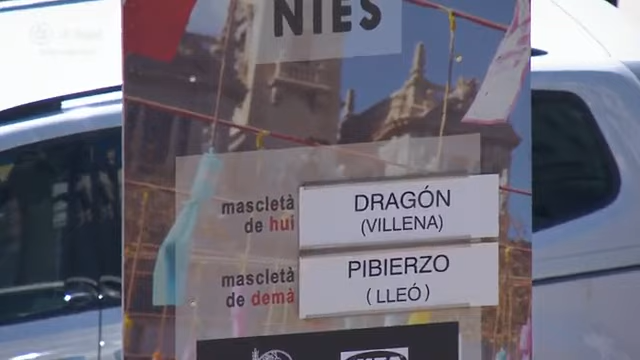 NIES
mascletà
de hui
DRAGÓN
(VILLENA)
mascletà
de demà
PIBIERZO
(LLEÓ)